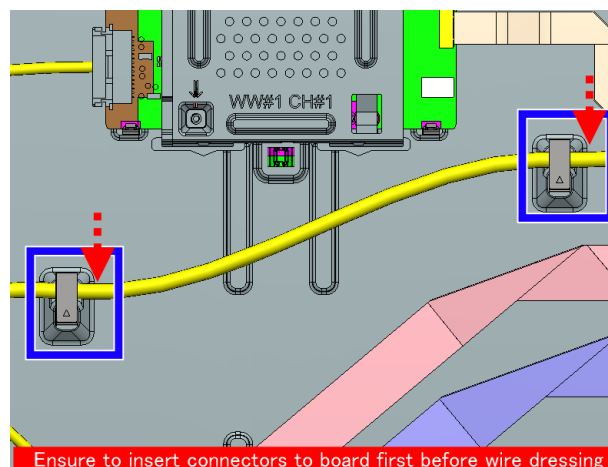 WW#1 CH#1
Ensure to insert connectors to board first before wire dressing